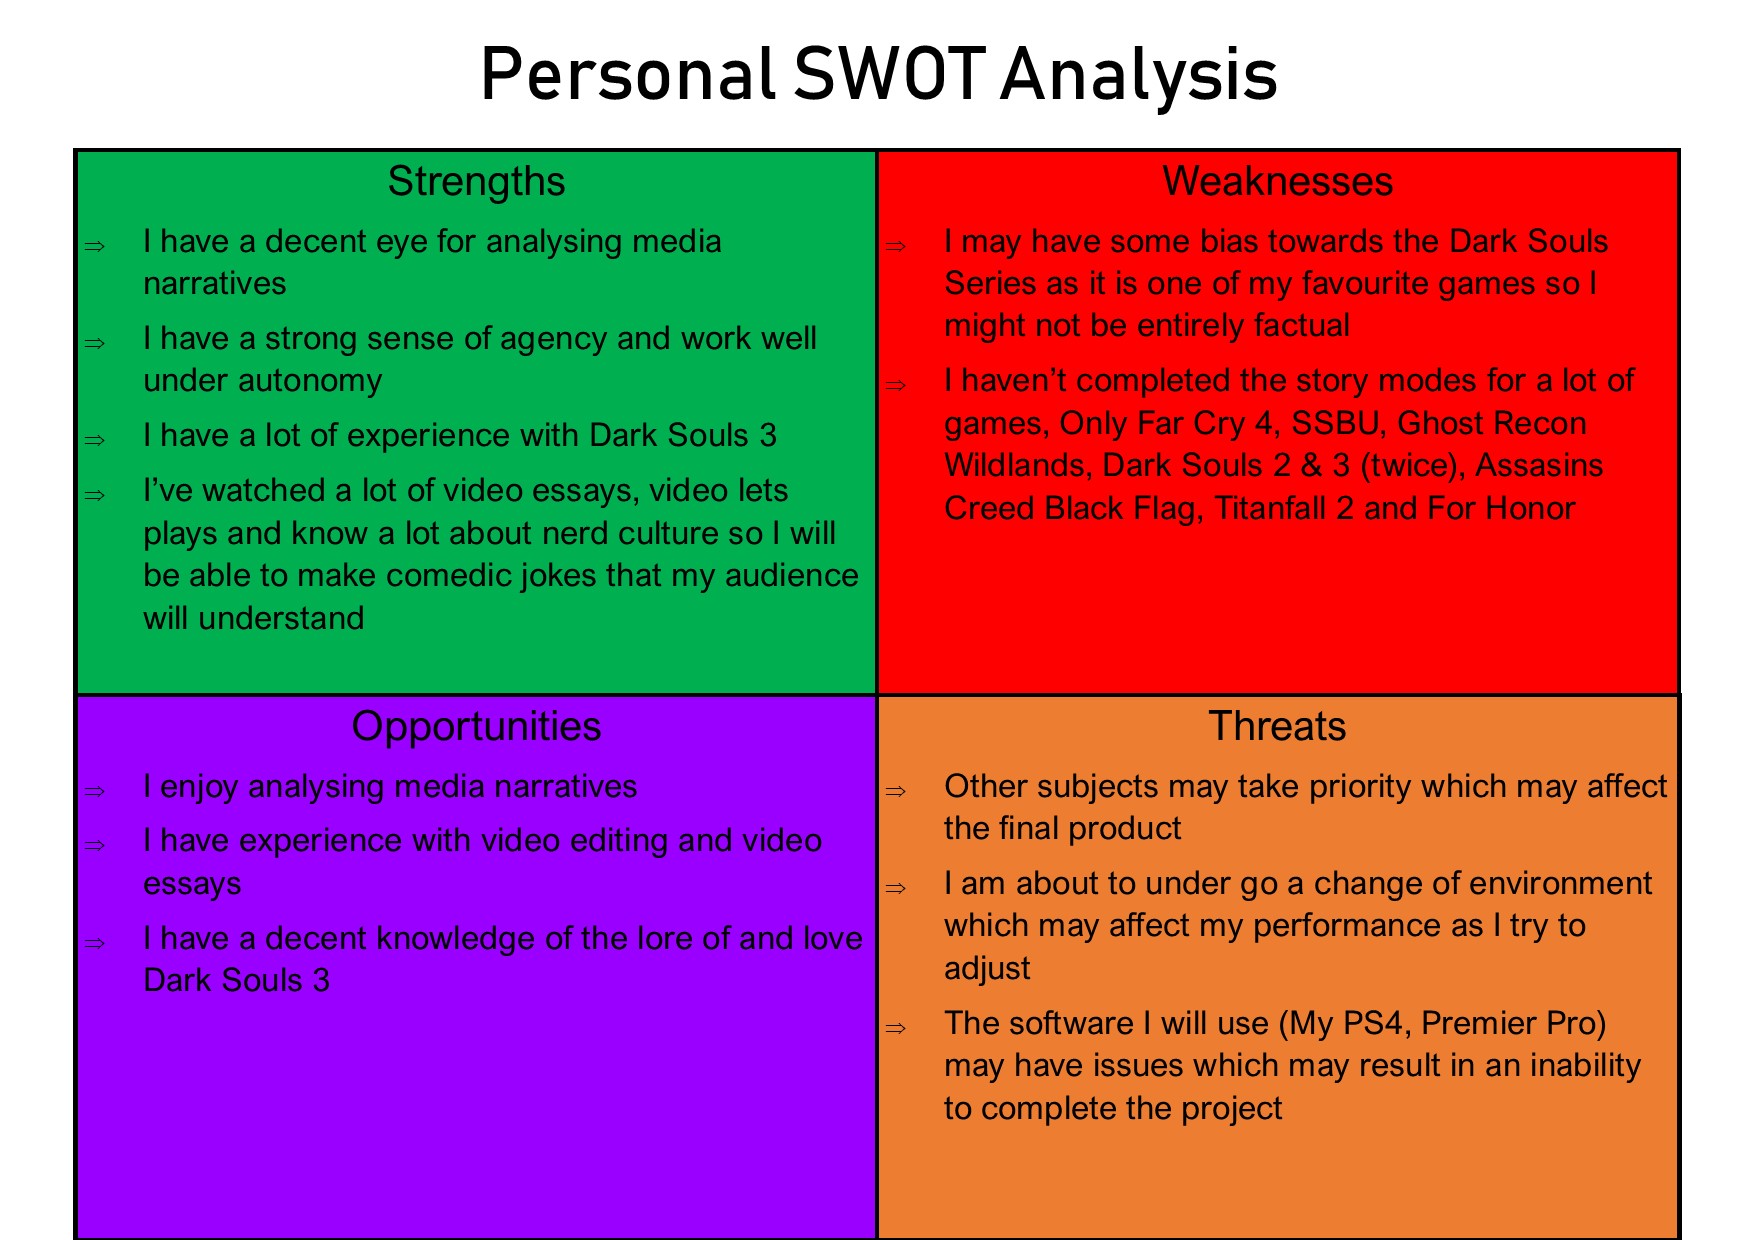 Personal SWOT Analysis
Strengths
⇒ I have a decent eye for analysing media
narratives
⇒ I have a strong sense of agency and work well
under autonomy
⇒ I have a lot of experience with Dark Souls 3
⇒ I’ve watched a lot of video essays, video lets
plays and know a lot about nerd culture so I will
be able to make comedic jokes that my audience
will understand
Weaknesses
⇒ I may have some bias towards the Dark Souls
Series as it is one of my favourite games so I
might not be entirely factual
⇒ I haven’t completed the story modes for a lot of
games, Only Far Cry 4, SSBU, Ghost Recon
Wildlands, Dark Souls 2 & 3 (twice), Assasins
Creed Black Flag, Titanfall 2 and For Honor
Opportunities
⇒ I enjoy analysing media narratives
⇒ I have experience with video editing and video
essays
⇒ I have a decent knowledge of the lore of and love
Dark Souls 3
Threats
⇒ Other subjects may take priority which may affect
the final product
⇒ I am about to under go a change of environment
which may affect my performance as I try to
adjust
⇒ The software I will use (My PS4, Premier Pro)
may have issues which may result in an inability
to complete the project